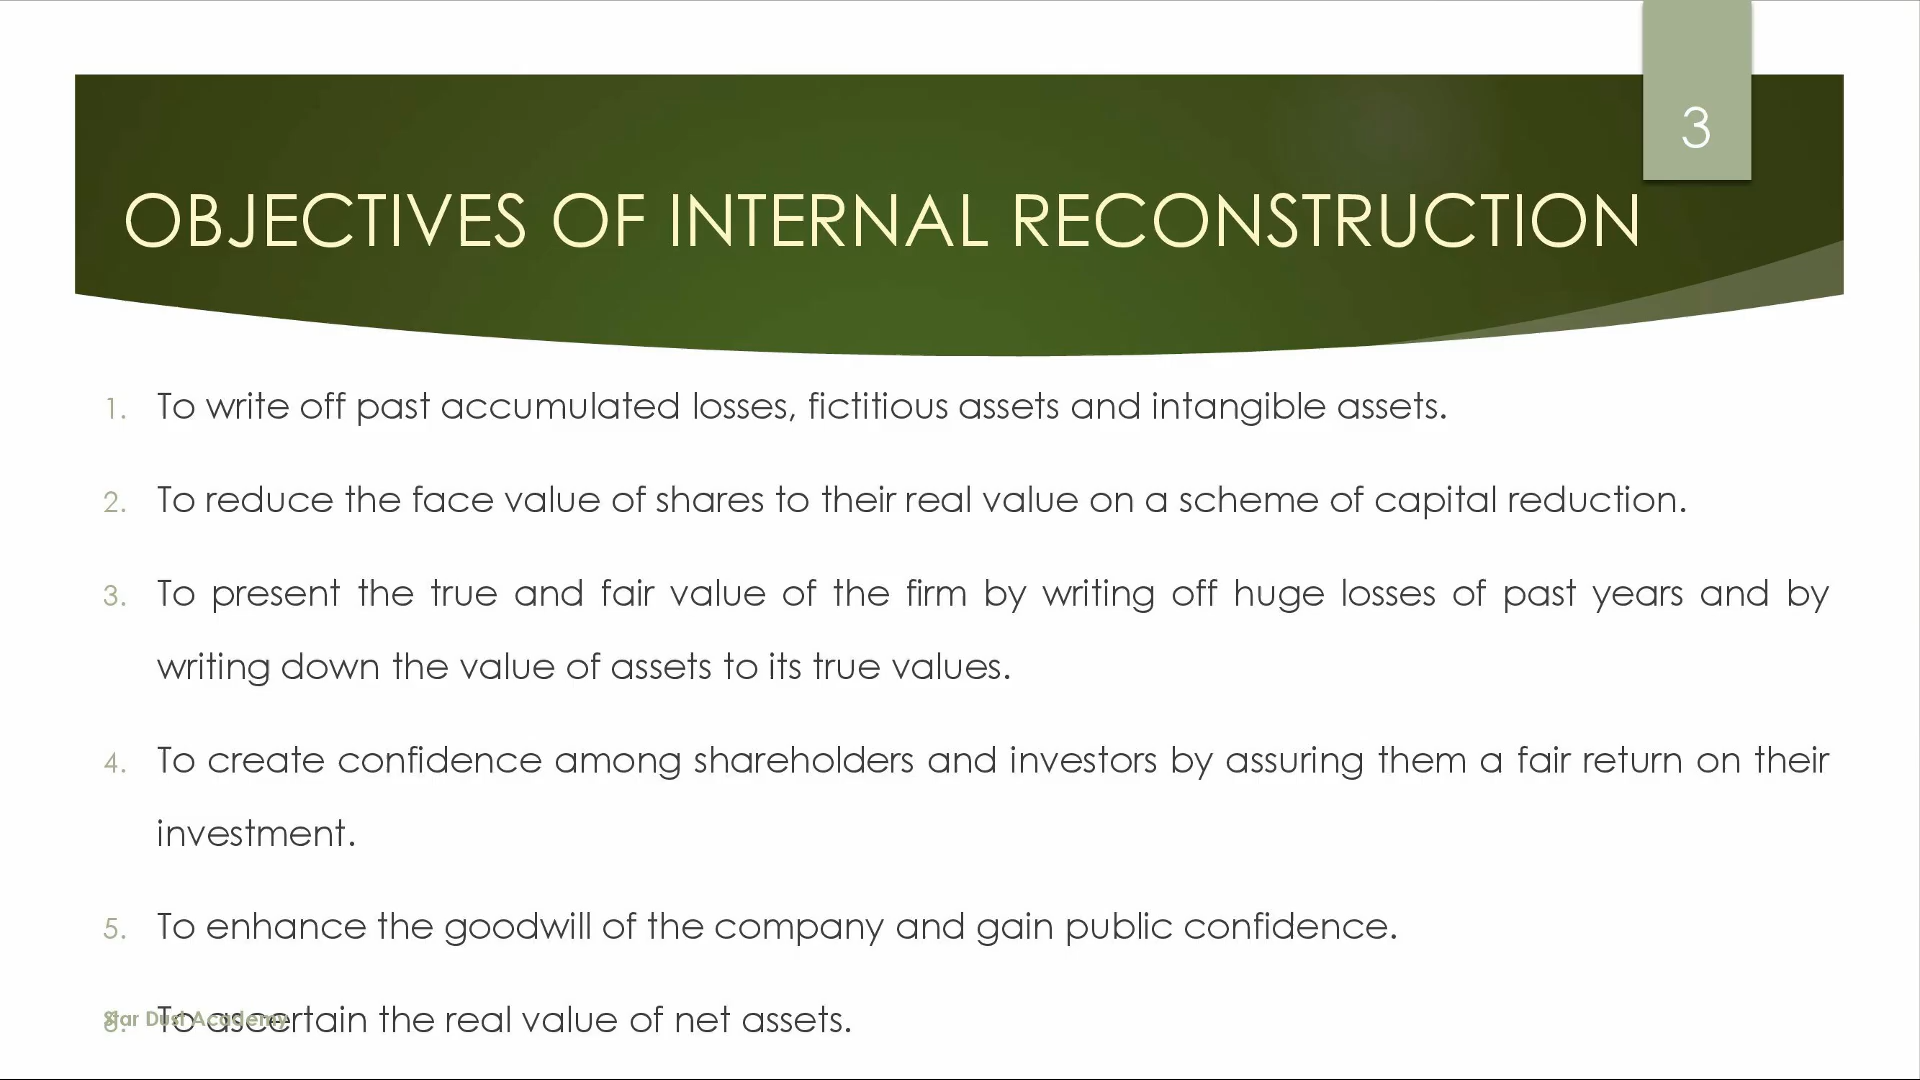 3
OBJECTIVES OF INTERNAL RECONSTRUCTION
1. To write off past accumulated losses, fictitious assets and intangible assets.
2. To reduce the face value of shares to their real value on a scheme of capital reduction.
3. To present the true and fair value of the firm by writing off huge losses of past years and by
writing down the value of assets to its true values.
4. To create confidence among shareholders and investors by assuring them a fair return on their
investment.
5. To enhance the goodwill of the company and gain public confidence.
6. To ascertain the real value of net assets.
Star Dust Academy